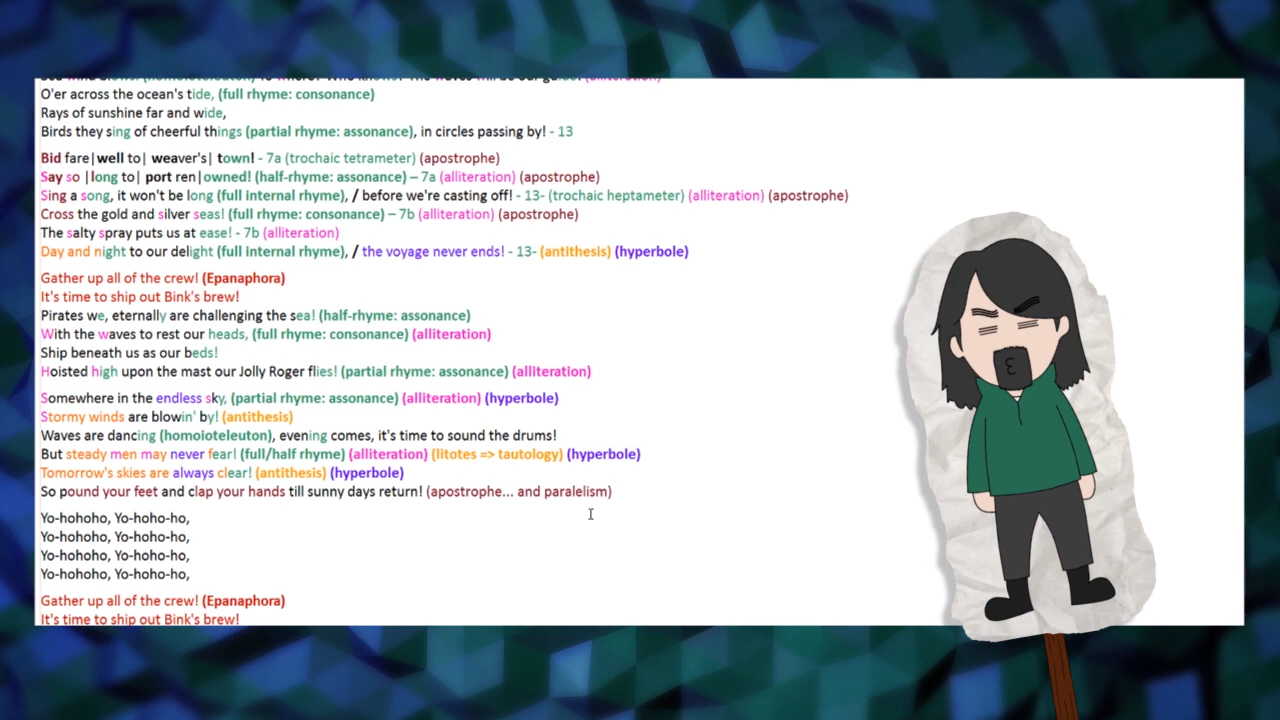 O'er across the ocean's tide, (full rhyme: consonance)
Rays of sunshine far and wide,
Birds they sing of cheerful things (partial rhyme: assonance), in circles passing by! - 13
Bid fare|well to| weaver's| town! - 7a (trochaic tetrameter) (apostrophe)
Say so |long to| port ren|owned! (half-rhyme: assonance) – 7a (alliteration) (apostrophe)
Sing a song, it won't be long (full internal rhyme), / before we're casting off! - 13- (trochaic heptameter) (alliteration) (apostrophe)
Cross the gold and silver seas! (full rhyme: consonance) – 7b (alliteration) (apostrophe)
The salty spray puts us at ease! - 7b (alliteration)
Day and night to our delight (full internal rhyme), / the voyage never ends! - 13- (antithesis) (hyperbole)
Gather up all of the crew! (Epanaphora)
It's time to ship out Bink's brew!
Pirates we, eternally are challenging the sea! (half-rhyme: assonance)
With the waves to rest our heads, (full rhyme: consonance) (alliteration)
Ship beneath us as our beds!
Hoisted high upon the mast our Jolly Roger flies! (partial rhyme: assonance) (alliteration)
Somewhere in the endless sky, (partial rhyme: assonance) (alliteration) (hyperbole)
Stormy winds are blowin' by! (antithesis)
Waves are dancing (homoioteleuton), evening comes, it's time to sound the drums!
But steady men may never fear! (full/half rhyme) (alliteration) (litotes => tautology) (hyperbole)
Tomorrow's skies are always clear! (antithesis) (hyperbole)
So pound your feet and clap your hands till sunny days return! (apostrophe... and paralelism)
Yo-hohoho, Yo-hoho-ho,
Yo-hohoho, Yo-hoho-ho,
Yo-hohoho, Yo-hoho-ho,
Yo-hohoho, Yo-hoho-ho,
Gather up all of the crew! (Epanaphora)
It's time to ship out Bink's brew!